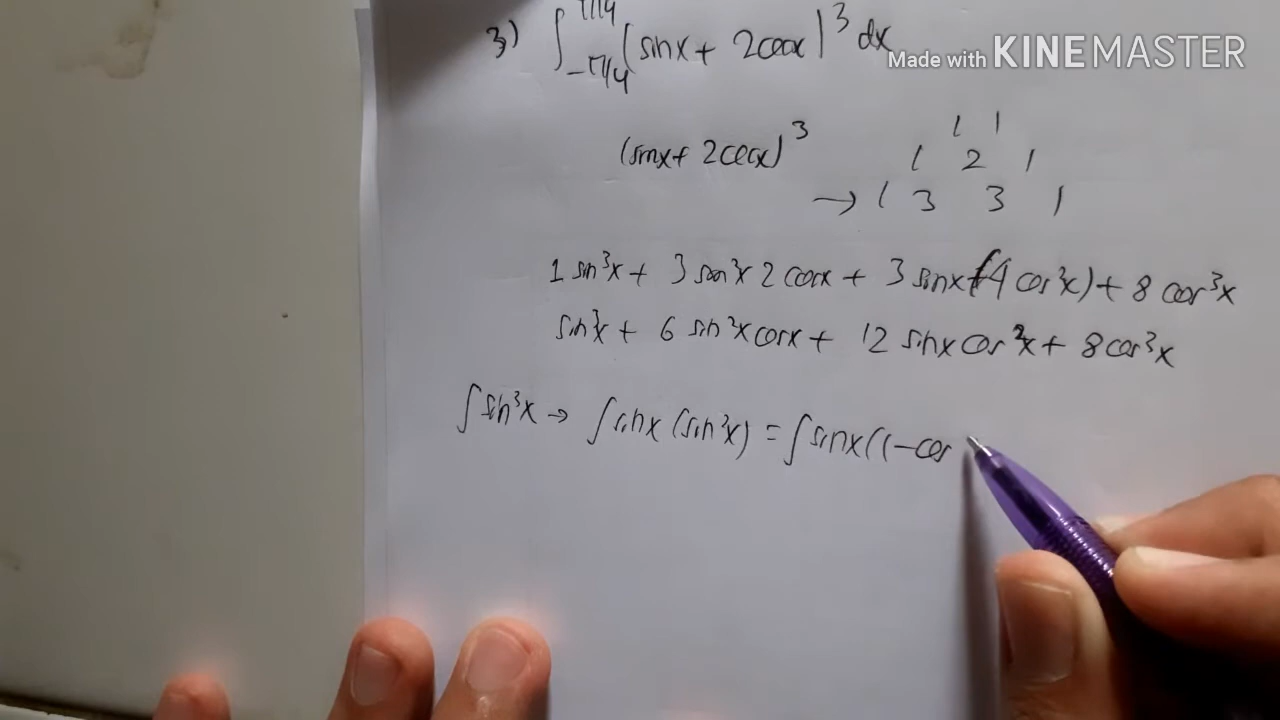 3) ∫_{-π/4}^{π/4} (sinx + 2cosx)^3 dx
Made with KINEMASTER
(sinx + 2cosx)^3
1 1
1 2 1
→ 1 3 3 1
1 sin^3x + 3 sin^2x 2 cosx + 3 sinx (4 cos^2x) + 8 cos^3x
sin^3x + 6 sin^2x cosx + 12 sinx cos^2x + 8 cos^3x
∫sin^3x → ∫sinx (sin^2x) = ∫sinx (1-cos